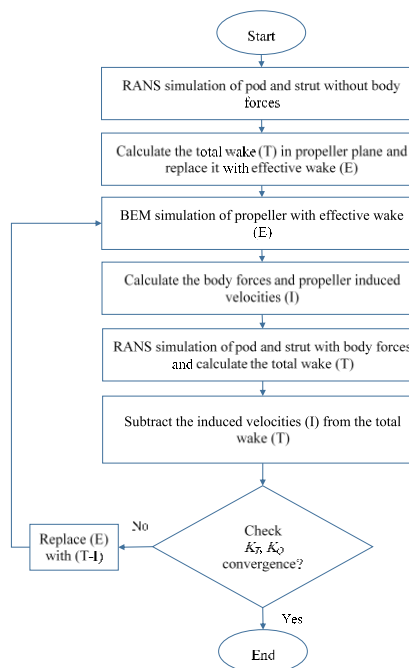 Start
RANS simulation of pod and strut without body
forces
Calculate the total wake (T) in propeller plane and
replace it with effective wake (E)
BEM simulation of propeller with effective wake
(E)
Calculate the body forces and propeller induced
velocities (I)
RANS simulation of pod and strut with body forces
and calculate the total wake (T)
Subtract the induced velocities (I) from the total
wake (T)
Check
K_T, K_Q
convergence?
No
Replace (E)
with (T-I)
Yes
End